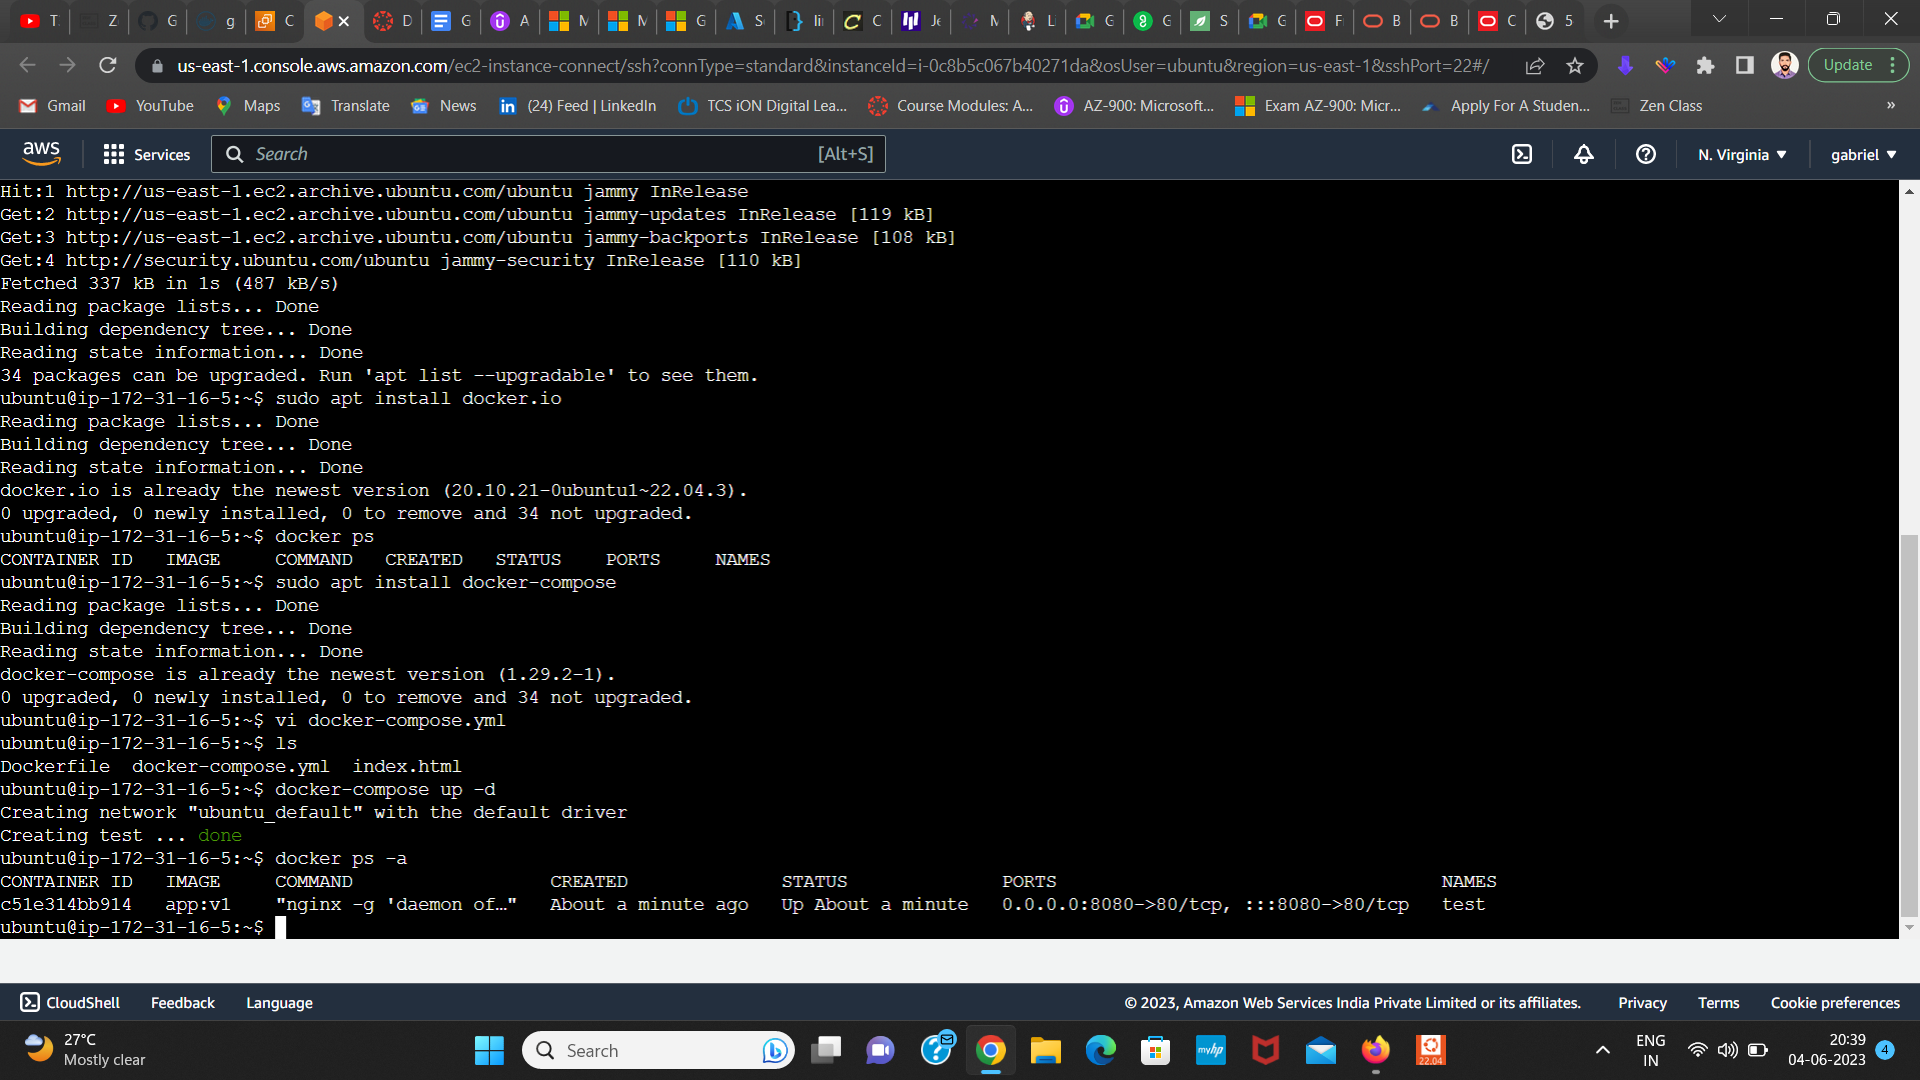 T
Z
G
g
C
D
G
A
M
M
G
S
lin
C
Je
M
Li
G
G
S
G
F
B
B
C
5
us-east-1.console.aws.amazon.com/ec2-instance-connect/ssh?connType=standard&instanceId=i-0c8b5c067b40271da&osUser=ubuntu&region=us-east-1&sshPort=22#/
Update
Gmail YouTube Maps Translate News (24) Feed | LinkedIn TCS iON Digital Lea... Course Modules: A... AZ-900: Microsoft... Exam AZ-900: Micr... Apply For A Studen... Zen Class »
aws Services Search [Alt+S] N. Virginia gabriel
Hit:1 http://us-east-1.ec2.archive.ubuntu.com/ubuntu jammy InRelease
Get:2 http://us-east-1.ec2.archive.ubuntu.com/ubuntu jammy-updates InRelease [119 kB]
Get:3 http://us-east-1.ec2.archive.ubuntu.com/ubuntu jammy-backports InRelease [108 kB]
Get:4 http://security.ubuntu.com/ubuntu jammy-security InRelease [110 kB]
Fetched 337 kB in 1s (487 kB/s)
Reading package lists... Done
Building dependency tree... Done
Reading state information... Done
34 packages can be upgraded. Run 'apt list --upgradable' to see them.
ubuntu@ip-172-31-16-5:~$ sudo apt install docker.io
Reading package lists... Done
Building dependency tree... Done
Reading state information... Done
docker.io is already the newest version (20.10.21-0ubuntu1~22.04.3).
0 upgraded, 0 newly installed, 0 to remove and 34 not upgraded.
ubuntu@ip-172-31-16-5:~$ docker ps
CONTAINER ID IMAGE COMMAND CREATED STATUS PORTS NAMES
ubuntu@ip-172-31-16-5:~$ sudo apt install docker-compose
Reading package lists... Done
Building dependency tree... Done
Reading state information... Done
docker-compose is already the newest version (1.29.2-1).
0 upgraded, 0 newly installed, 0 to remove and 34 not upgraded.
ubuntu@ip-172-31-16-5:~$ vi docker-compose.yml
ubuntu@ip-172-31-16-5:~$ ls
Dockerfile docker-compose.yml index.html
ubuntu@ip-172-31-16-5:~$ docker-compose up -d
Creating network "ubuntu_default" with the default driver
Creating test ... done
ubuntu@ip-172-31-16-5:~$ docker ps -a
CONTAINER ID IMAGE COMMAND CREATED STATUS PORTS NAMES
c51e314bb914 app:v1 "nginx -g 'daemon of…" About a minute ago Up About a minute 0.0.0.0:8080->80/tcp, :::8080->80/tcp test
ubuntu@ip-172-31-16-5:~$
CloudShell Feedback Language © 2023, Amazon Web Services India Private Limited or its affiliates. Privacy Terms Cookie preferences
27°C
Mostly clear
Search
myhp
22.04
ENG
IN
20:39
04-06-2023
4